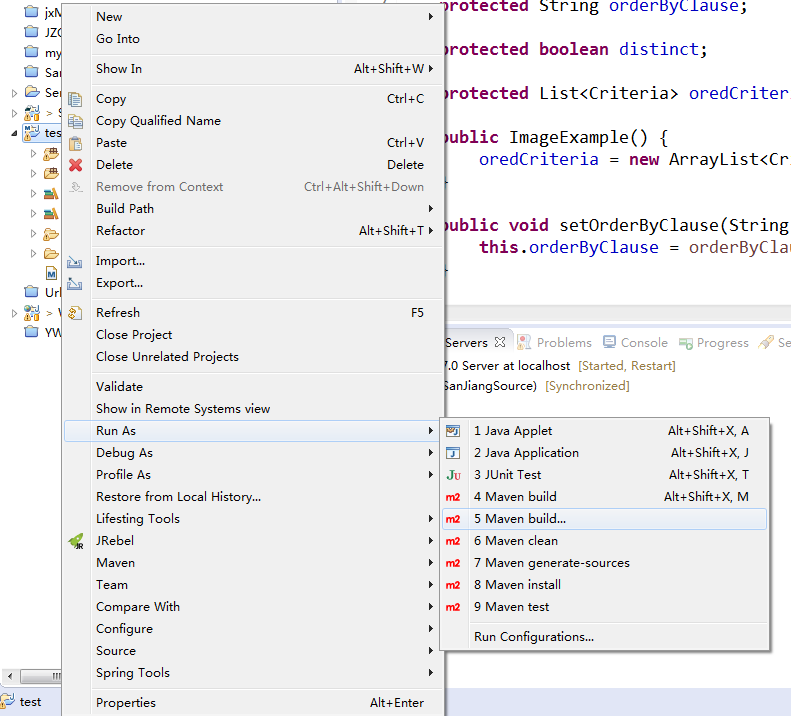 jxM
JZC
my
San
Ser
> S
test
Url
> W
YW
test
New
Go Into
Show In Alt+Shift+W
Copy Ctrl+C
Copy Qualified Name
Paste Ctrl+V
Delete Delete
Remove from Context Ctrl+Alt+Shift+Down
Build Path
Refactor Alt+Shift+T
Import...
Export...
Refresh F5
Close Project
Close Unrelated Projects
Validate
Show in Remote Systems view
Run As
Debug As
Profile As
Restore from Local History...
Lifesting Tools
JRebel
Maven
Team
Compare With
Configure
Source
Spring Tools
Properties Alt+Enter
1 Java Applet Alt+Shift+X, A
2 Java Application Alt+Shift+X, J
3 JUnit Test Alt+Shift+X, T
4 Maven build Alt+Shift+X, M
5 Maven build...
6 Maven clean
7 Maven generate-sources
8 Maven install
9 Maven test
Run Configurations...
protected String orderByClause;
protected boolean distinct;
protected List<Criteria> oredCriteri
public ImageExample() {
oredCriteria = new ArrayList<Cri
public void setOrderByClause(String
this.orderByClause = orderByClau
Servers Problems Console Progress Se
7.0 Server at localhost [Started, Restart]
SanJiangSource) [Synchronized]